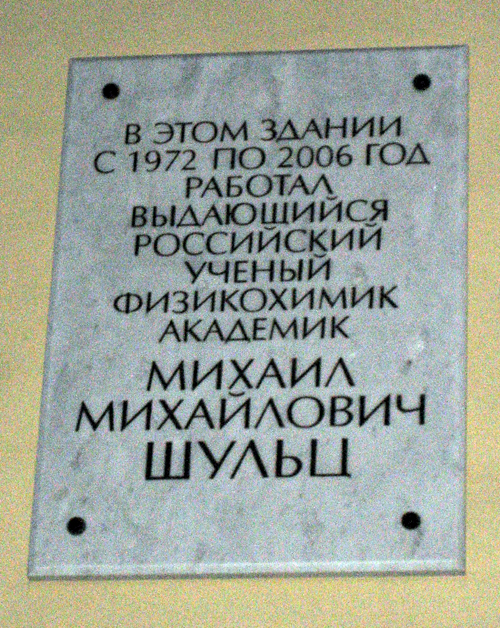 В ЭТОМ ЗДАНИИ
С 1972 ПО 2006 ГОД
РАБОТАЛ
ВЫДАЮЩИЙСЯ
РОССИЙСКИЙ
УЧЕНЫЙ
ФИЗИКОХИМИК
АКАДЕМИК
МИХАИЛ
МИХАЙЛОВИЧ
ШУЛЬЦ